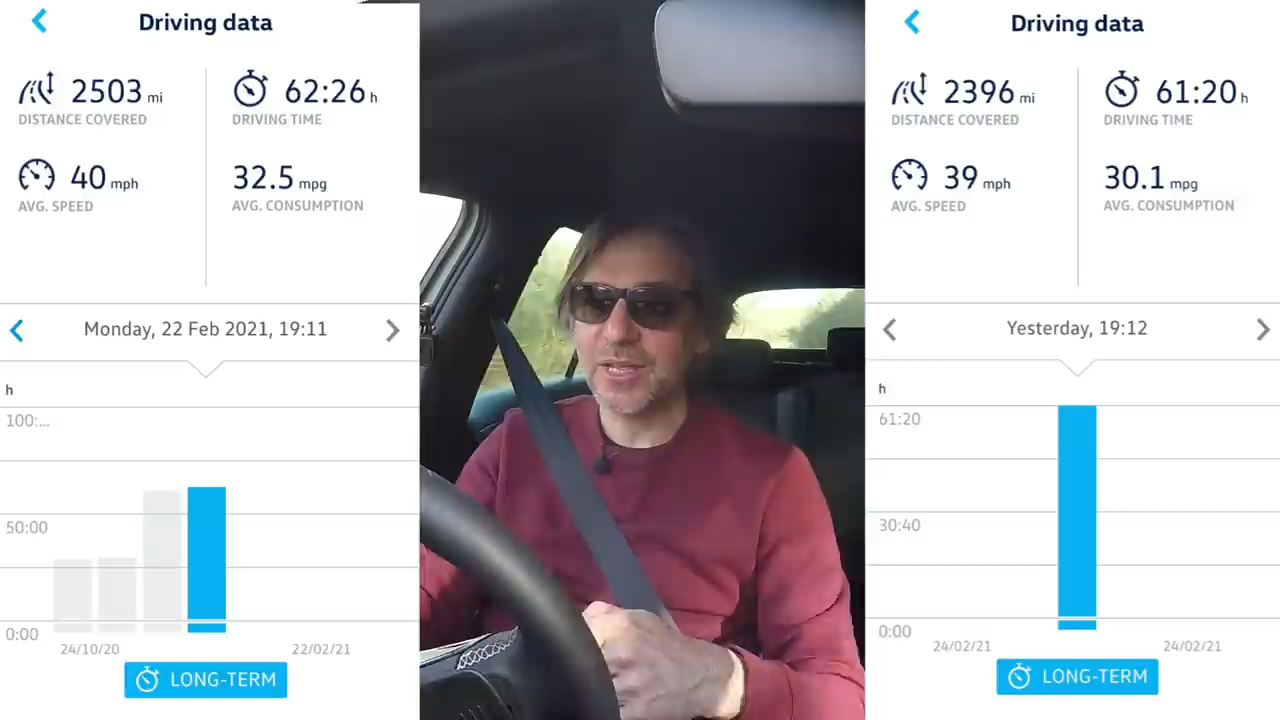 Driving data
2503 mi
DISTANCE COVERED
62:26 h
DRIVING TIME
40 mph
AVG. SPEED
32.5 mpg
AVG. CONSUMPTION
Monday, 22 Feb 2021, 19:11
h
100:...
50:00
0:00
24/10/20
22/02/21
LONG-TERM
Driving data
2396 mi
DISTANCE COVERED
61:20 h
DRIVING TIME
39 mph
AVG. SPEED
30.1 mpg
AVG. CONSUMPTION
Yesterday, 19:12
h
61:20
30:40
0:00
24/02/21
24/02/21
LONG-TERM